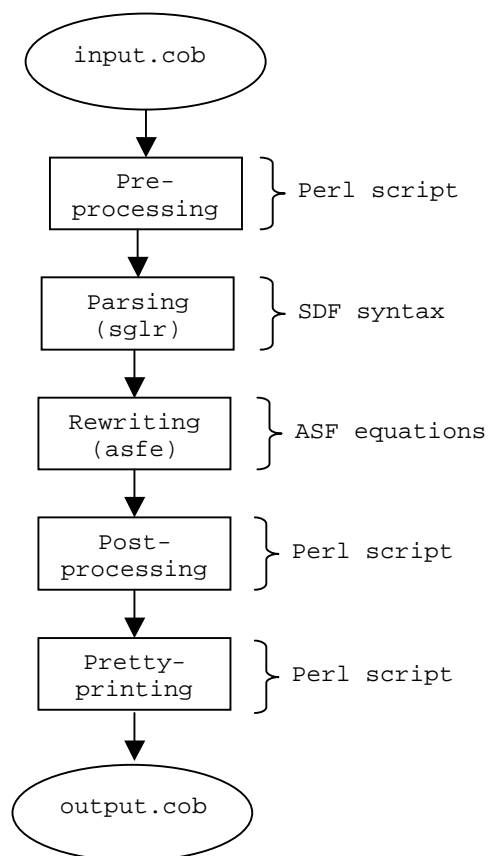 input.cob
Pre-
processing
Perl script
Parsing
(sglr)
SDF syntax
Rewriting
(asfe)
ASF equations
Post-
processing
Perl script
Pretty-
printing
Perl script
output.cob